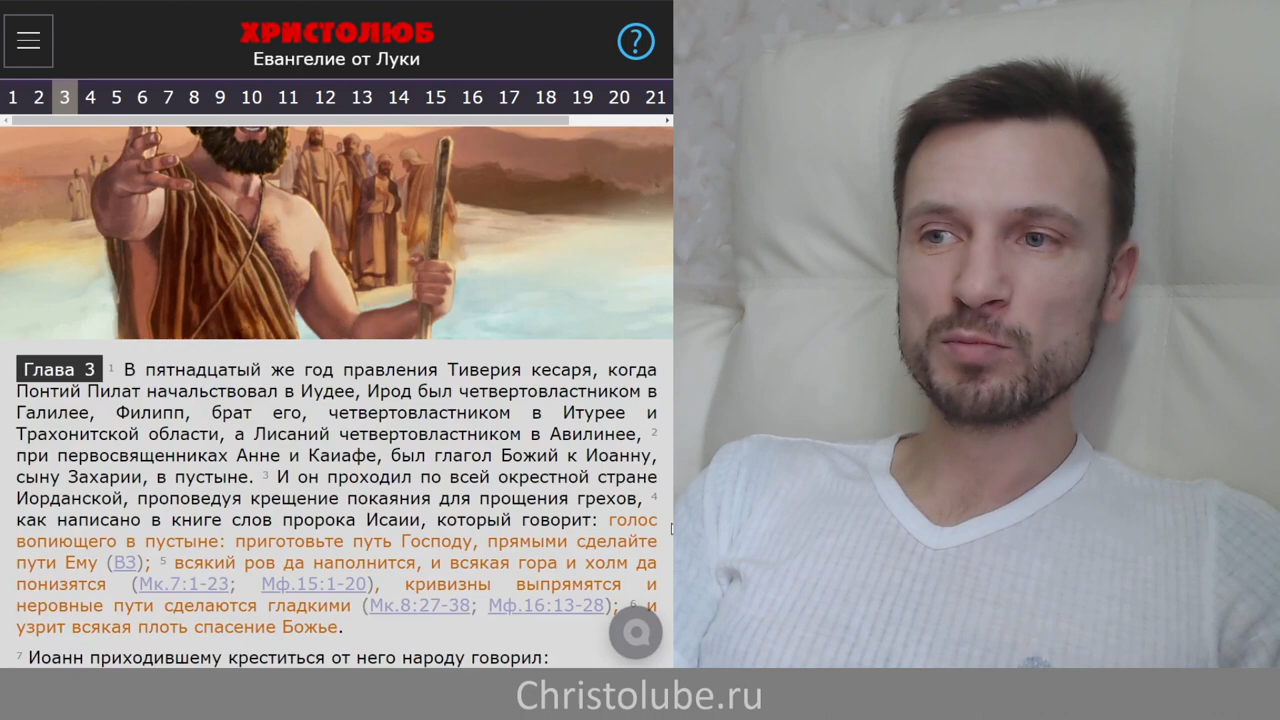 ХРИСТОЛЮБ
Евангелие от Луки
?
1 2 3 4 5 6 7 8 9 10 11 12 13 14 15 16 17 18 19 20 21
Глава 3 1 В пятнадцатый же год правления Тиверия кесаря, когда
Понтий Пилат начальствовал в Иудее, Ирод был четвертовластником в
Галилее, Филипп, брат его, четвертовластником в Итурее и
Трахонитской области, а Лисаний четвертовластником в Авилинее, 2
при первосвященниках Анне и Каиафе, был глагол Божий к Иоанну,
сыну Захарии, в пустыне. 3 И он проходил по всей окрестной стране
Иорданской, проповедуя крещение покаяния для прощения грехов, 4
как написано в книге слов пророка Исаии, который говорит: голос
вопиющего в пустыне: приготовьте путь Господу, прямыми сделайте
пути Ему (ВЗ); 5 всякий ров да наполнится, и всякая гора и холм да
понизятся (Мк.7:1-23; Мф.15:1-20), кривизны выпрямятся и
неровные пути сделаются гладкими (Мк.8:27-38; Мф.16:13-28); 6 и
узрит всякая плоть спасение Божье.
7 Иоанн приходившему креститься от него народу говорил:
Christolube.ru